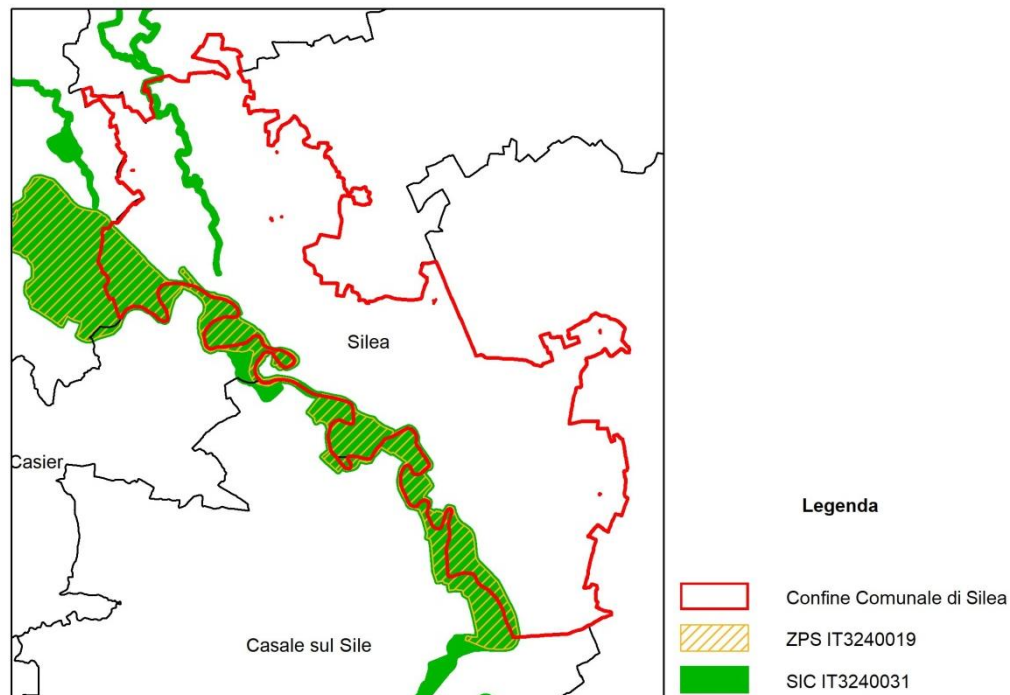 Silea
Casier
Casale sul Sile
Legenda
Confine Comunale di Silea
ZPS IT3240019
SIC IT3240031